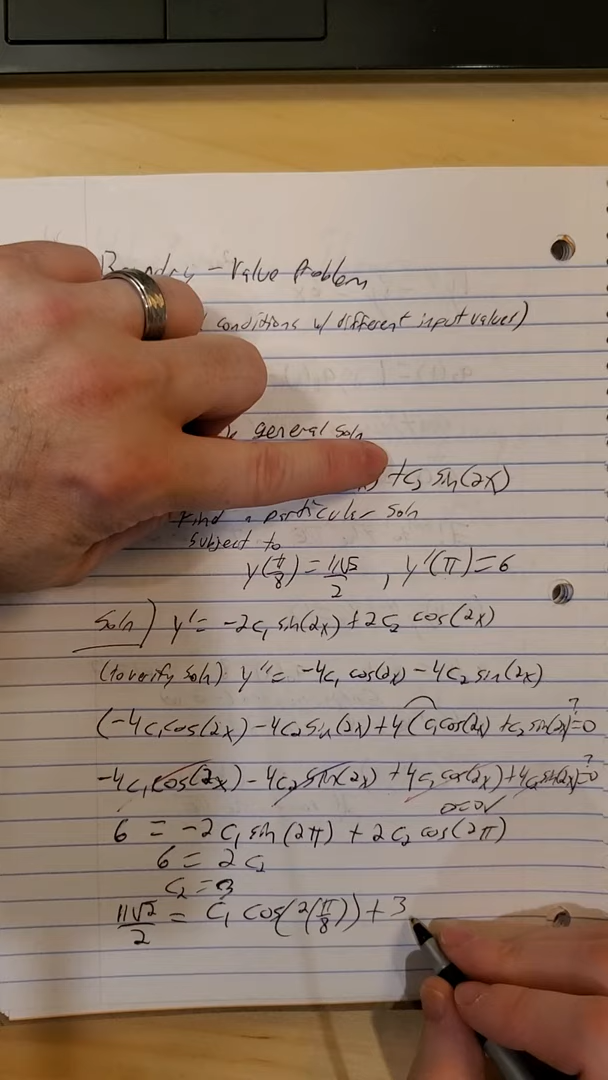 Boundary - Value Problem
conditions w/ different input values)
general soln
+c₂ sin(2x)
Find a particular soln
subject to
y(π/8) = 11√2/2 , y'(π) = 6
Soln) y' = -2c₁ sin(2x) + 2c₂ cos(2x)
(to verify soln) y'' = -4c₁ cos(2x) - 4c₂ sin(2x)
(-4c₁cos(2x) - 4c₂ sin(2x) + 4(c₁cos(2x) + c₂ sin(2x) ?= 0
-4c₁cos(2x) - 4c₂ sin(2x) + 4c₁ cos(2x) + 4c₂ sin(2x) ?= 0
0=0✓
6 = -2c₁ sin(2π) + 2c₂ cos(2π)
6 = 2c₂
c₂ = 3
11√2/2 = c₁ cos(2(π/8)) + 3